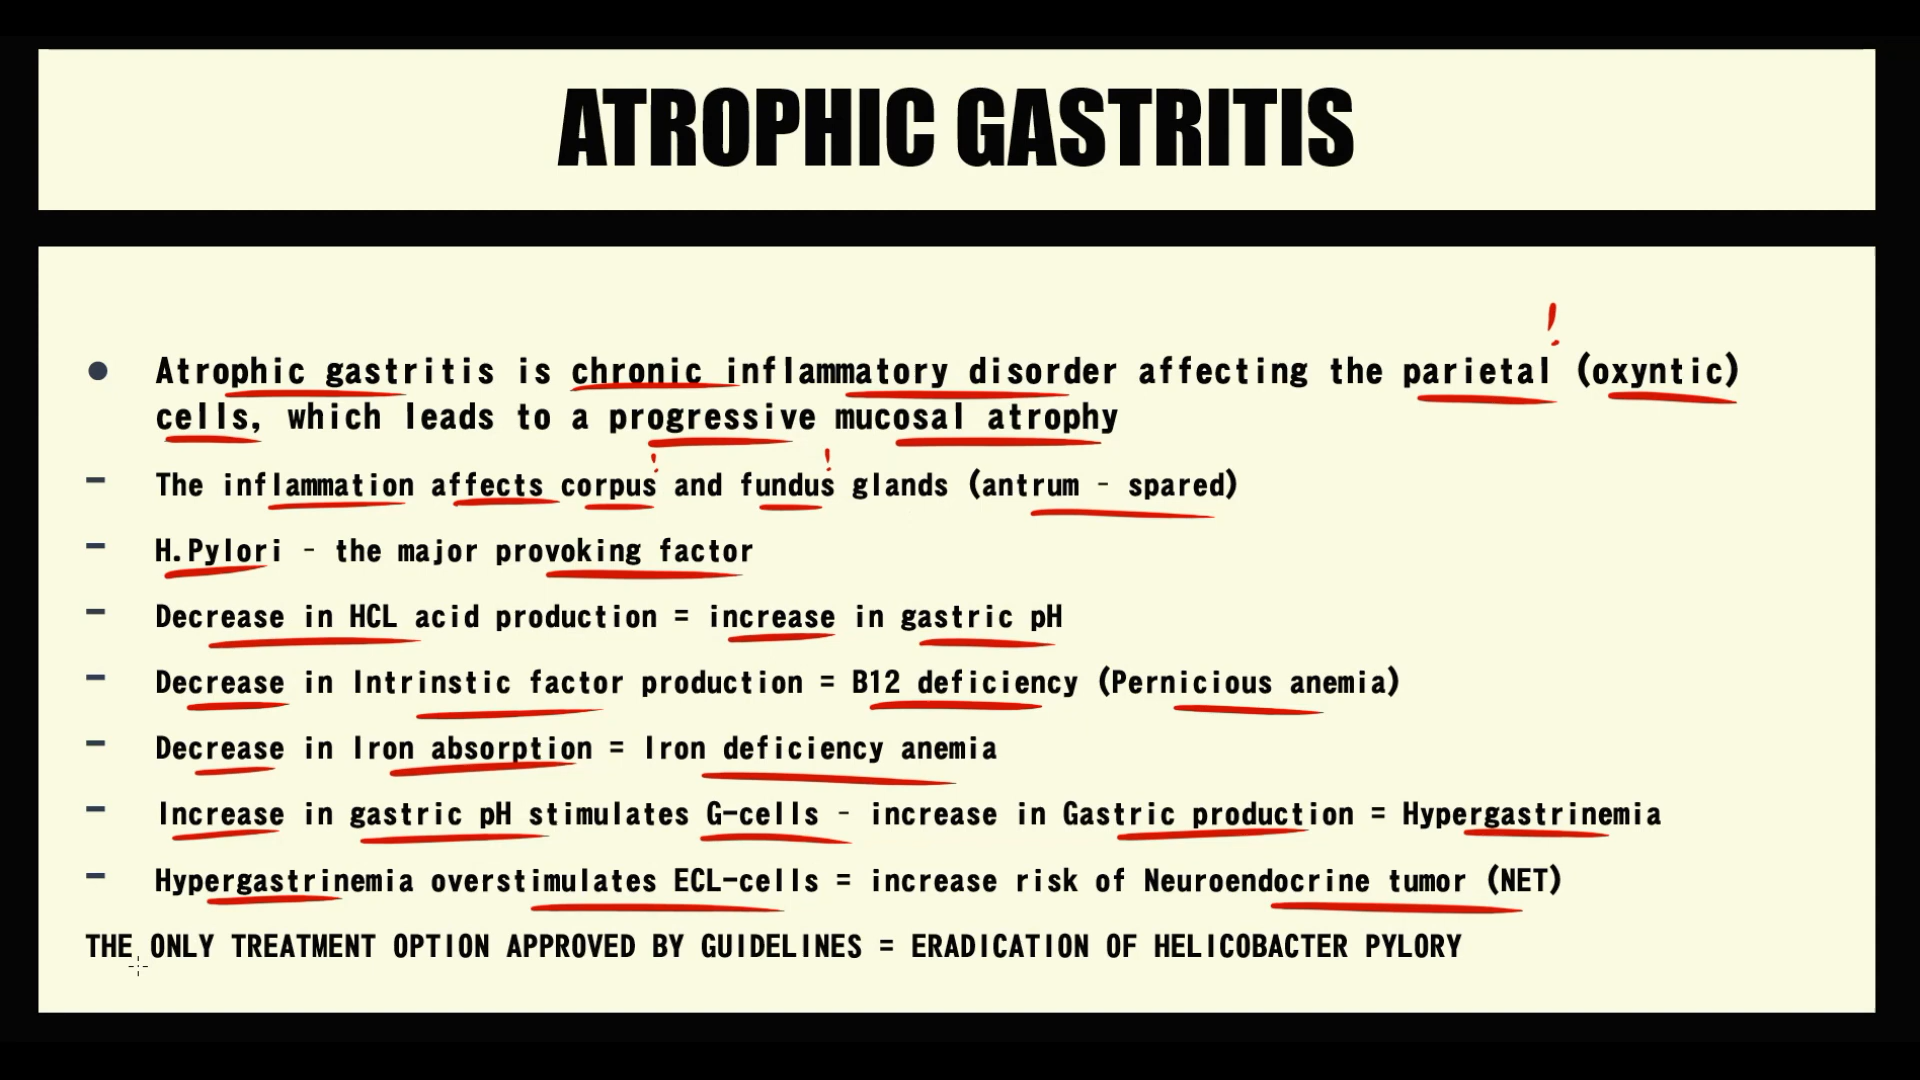 ATROPHIC GASTRITIS
Atrophic gastritis is chronic inflammatory disorder affecting the parietal (oxyntic)
cells, which leads to a progressive mucosal atrophy
The inflammation affects corpus and fundus glands (antrum - spared)
H.Pylori - the major provoking factor
Decrease in HCL acid production = increase in gastric pH
Decrease in Intrinstic factor production = B12 deficiency (Pernicious anemia)
Decrease in Iron absorption = Iron deficiency anemia
Increase in gastric pH stimulates G-cells - increase in Gastric production = Hypergastrinemia
Hypergastrinemia overstimulates ECL-cells = increase risk of Neuroendocrine tumor (NET)
THE ONLY TREATMENT OPTION APPROVED BY GUIDELINES = ERADICATION OF HELICOBACTER PYLORY